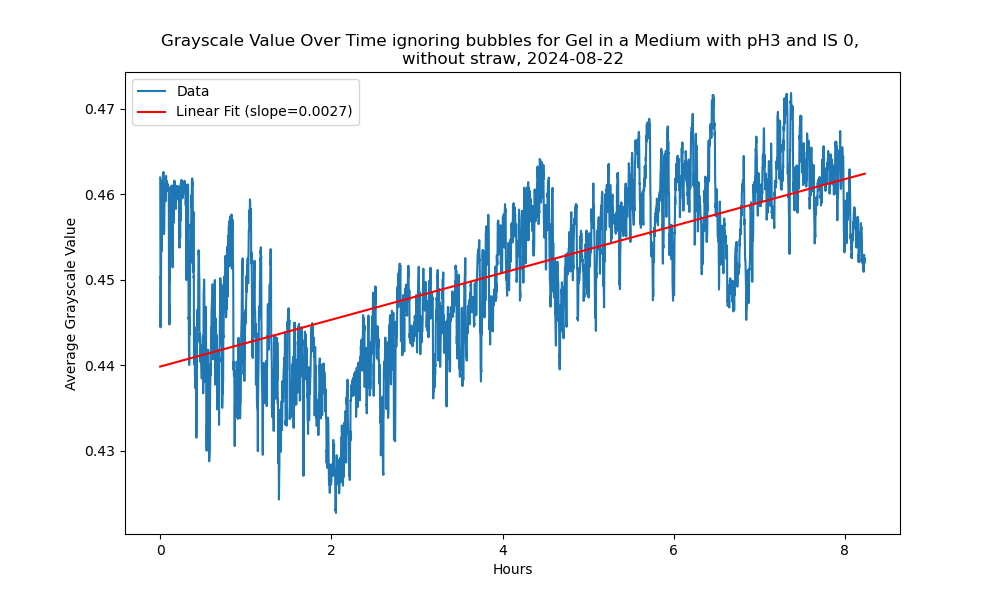 Grayscale Value Over Time ignoring bubbles for Gel in a Medium with pH3 and IS 0,
without straw, 2024-08-22
Data
Linear Fit (slope=0.0027)
0.47
0.46
0.45
0.44
0.43
Average Grayscale Value
0 2 4 6 8
Hours